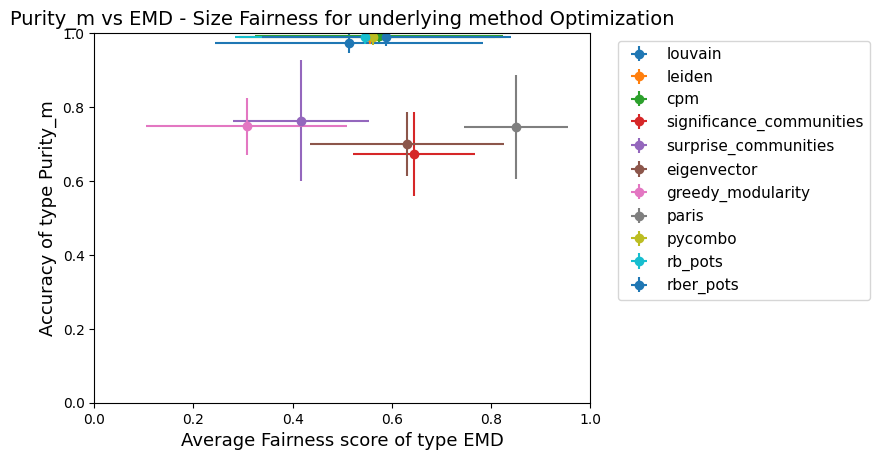 Purity_m vs EMD - Size Fairness for underlying method Optimization
1.0
0.8
0.6
0.4
0.2
0.0
Accuracy of type Purity_m
0.0 0.2 0.4 0.6 0.8 1.0
Average Fairness score of type EMD
louvain
leiden
cpm
significance_communities
surprise_communities
eigenvector
greedy_modularity
paris
pycombo
rb_pots
rber_pots